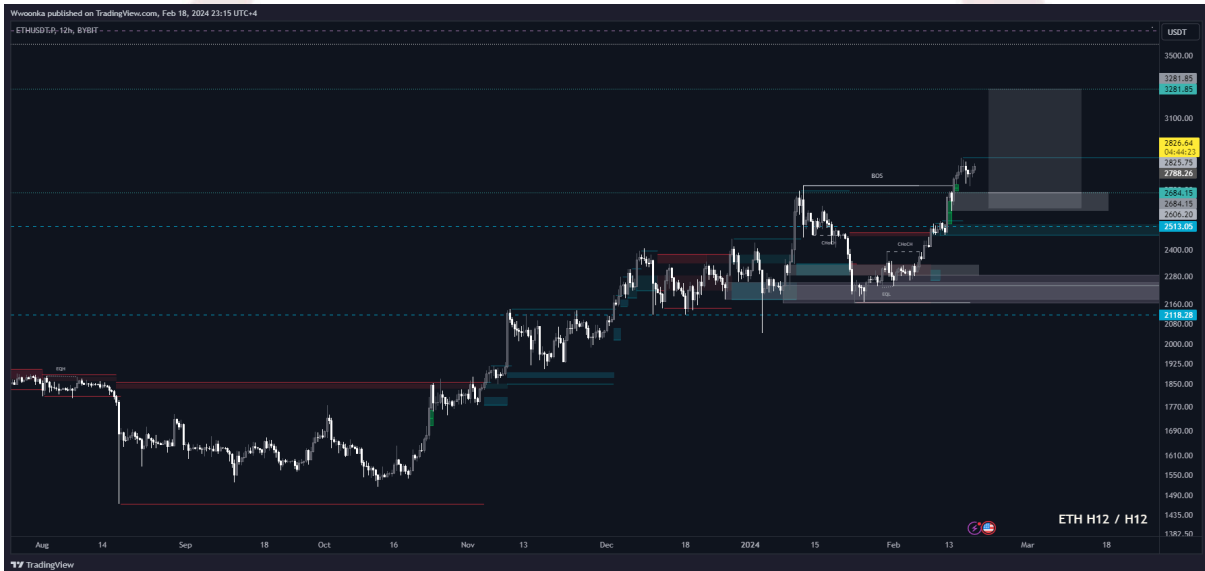 Wwoonka published on TradingView.com, Feb 18, 2024 23:15 UTC+4
ETHUSDT.P, 12h, BYBIT
USDT
3500.00
3281.85
3281.85
3100.00
2826.64
04:44:23
2825.75
2788.26
2684.15
2684.15
2606.20
2513.05
2400.00
2280.00
2160.00
2118.28
2080.00
2000.00
1925.00
1850.00
1770.00
1690.00
1610.00
1550.00
1490.00
1435.00
1382.50
BOS
CHoCH
CHoCH
EQL
EQH
ETH H12 / H12
Aug 14 Sep 18 Oct 16 Nov 13 Dec 18 2024 15 Feb 13 Mar 18
TradingView